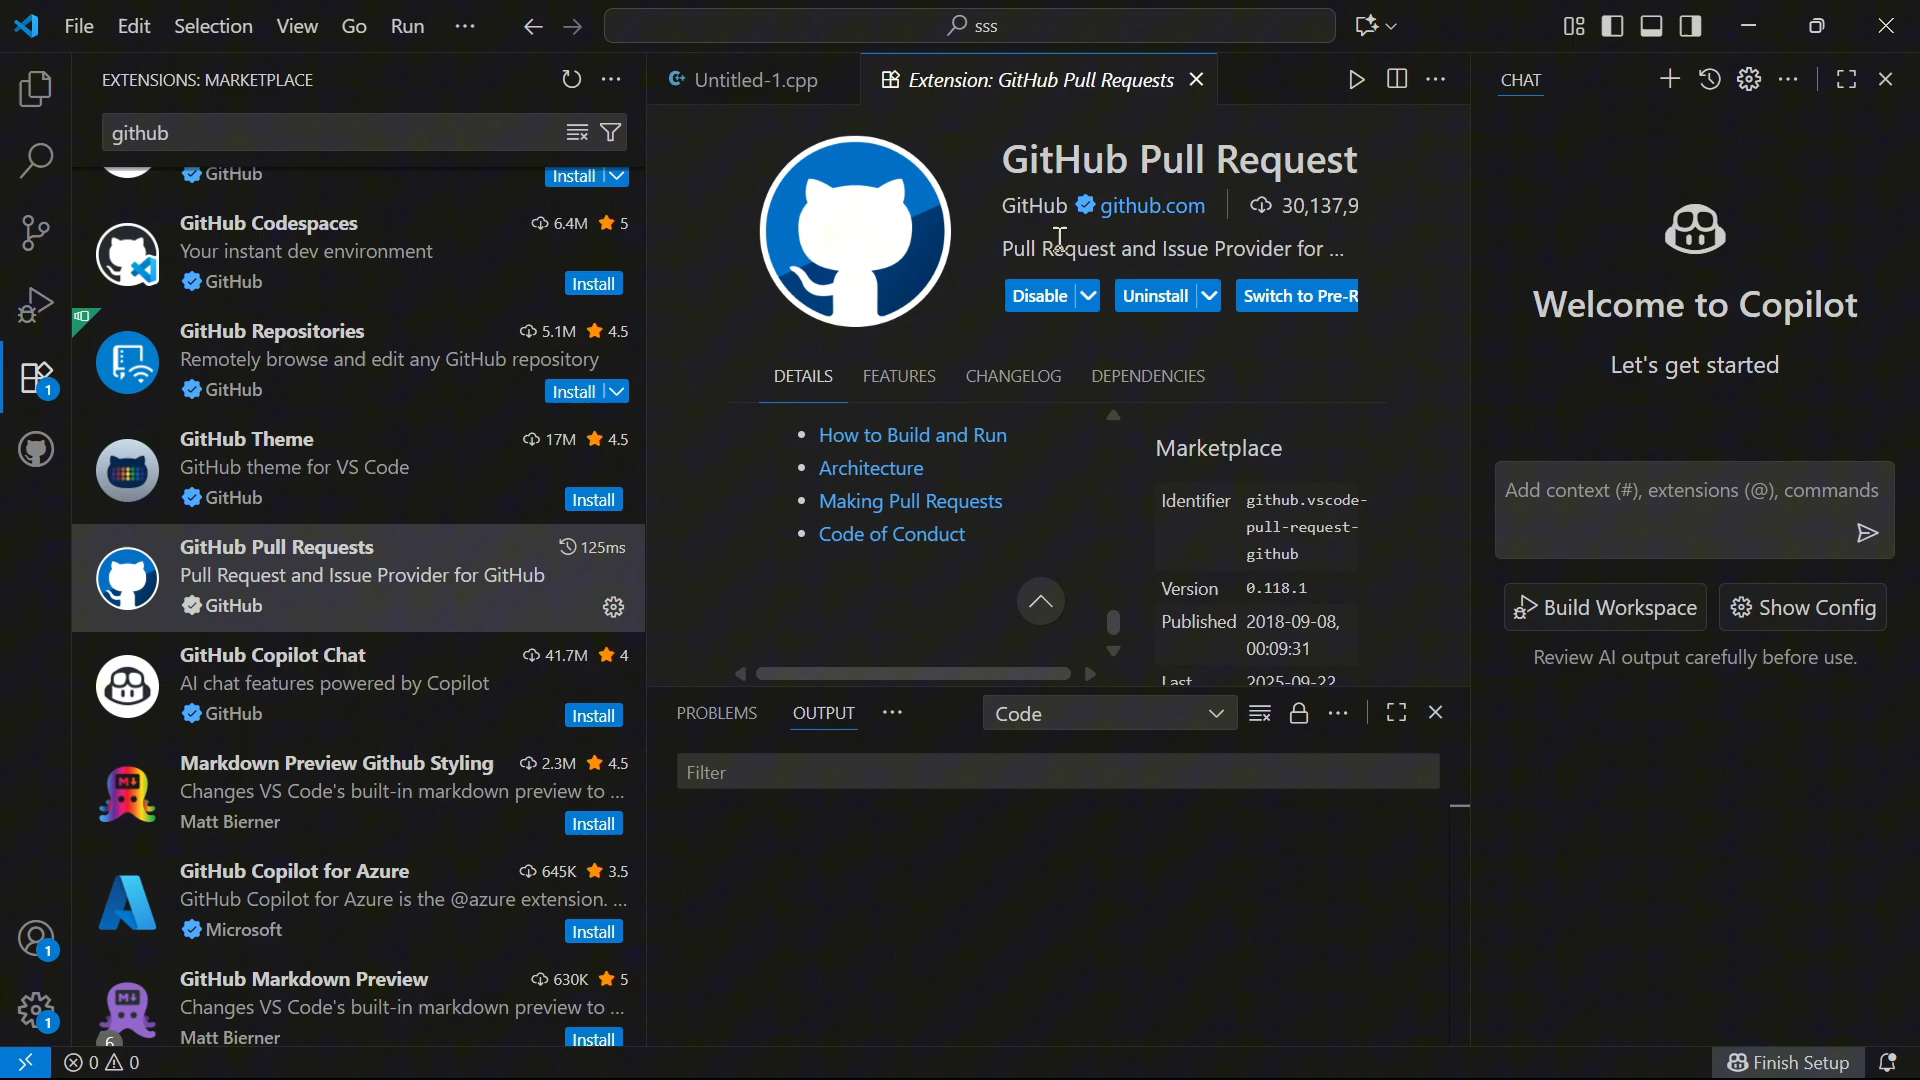 File Edit Selection View Go Run
sss
EXTENSIONS: MARKETPLACE
github
GitHub
Install
GitHub Codespaces 6.4M 5
Your instant dev environment
GitHub Install
GitHub Repositories 5.1M 4.5
Remotely browse and edit any GitHub repository
GitHub Install
GitHub Theme 17M 4.5
GitHub theme for VS Code
GitHub Install
GitHub Pull Requests 125ms
Pull Request and Issue Provider for GitHub
GitHub
GitHub Copilot Chat 41.7M 4
AI chat features powered by Copilot
GitHub Install
Markdown Preview Github Styling 2.3M 4.5
Changes VS Code's built-in markdown preview to ...
Matt Bierner Install
GitHub Copilot for Azure 645K 3.5
GitHub Copilot for Azure is the @azure extension. ...
Microsoft Install
GitHub Markdown Preview 630K 5
Changes VS Code's built-in markdown preview to ...
Matt Bierner Install
1
1
1
6
Untitled-1.cpp
Extension: GitHub Pull Requests
GitHub Pull Request
GitHub github.com 30,137,9
Pull Request and Issue Provider for ...
Disable Uninstall Switch to Pre-R
DETAILS FEATURES CHANGELOG DEPENDENCIES
How to Build and Run
Architecture
Making Pull Requests
Code of Conduct
Marketplace
Identifier github.vscode-
pull-request-
github
Version 0.118.1
Published 2018-09-08,
00:09:31
Last 2025-09-22
PROBLEMS OUTPUT
Code
Filter
CHAT
Welcome to Copilot
Let's get started
Add context (#), extensions (@), commands
Build Workspace
Show Config
Review AI output carefully before use.
0 0
Finish Setup